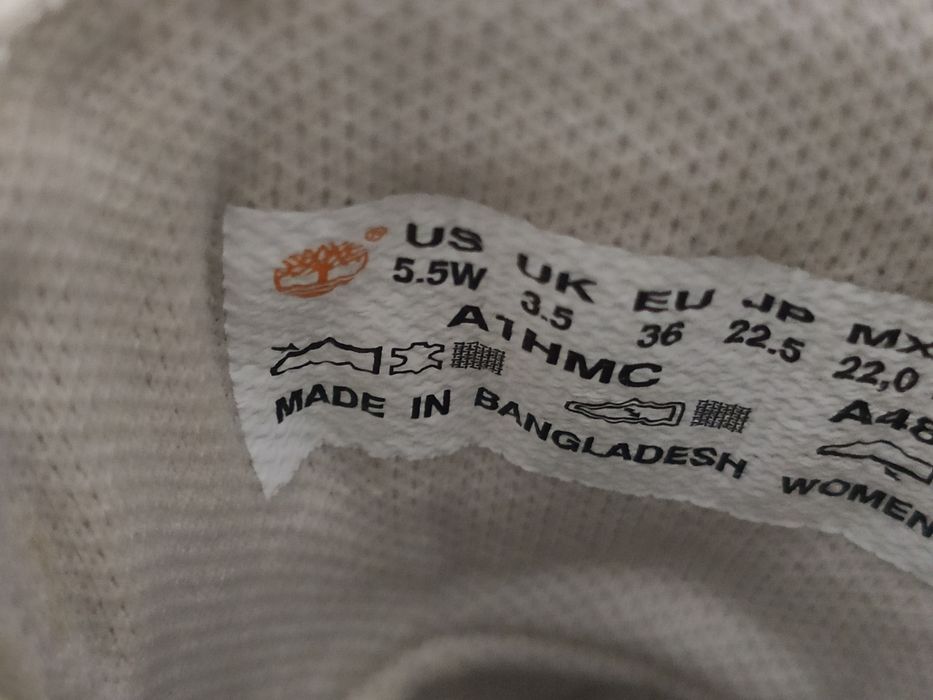 ® US UK EU JP MX
5.5W 3.5 36 22.5 22,0
A1HMC A48
MADE IN BANGLADESH WOMEN